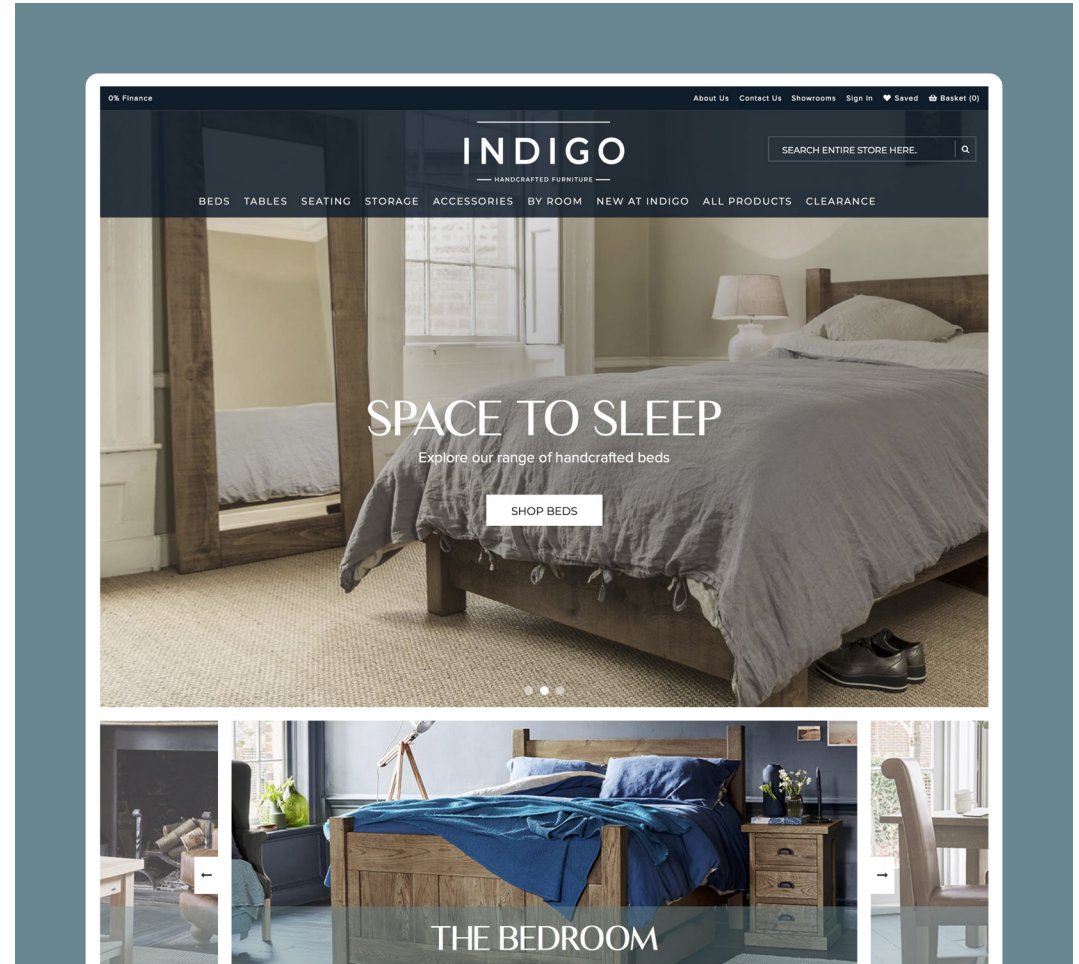 0% Finance
About Us Contact Us Showrooms Sign In Saved Basket (0)
INDIGO
HANDCRAFTED FURNITURE
SEARCH ENTIRE STORE HERE.
BEDS TABLES SEATING STORAGE ACCESSORIES BY ROOM NEW AT INDIGO ALL PRODUCTS CLEARANCE
SPACE TO SLEEP
Explore our range of handcrafted beds
SHOP BEDS
THE BEDROOM